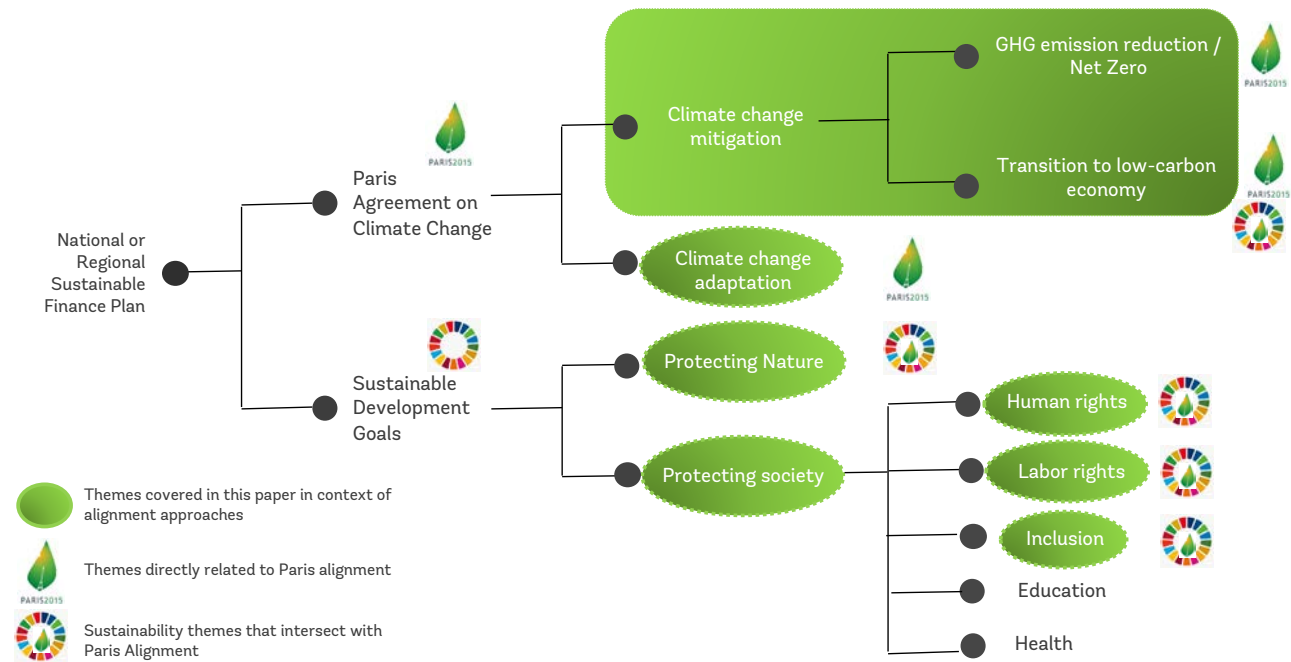 National or
Regional
Sustainable
Finance Plan
PARIS2015
Paris
Agreement on
Climate Change
Climate change
mitigation
GHG emission reduction /
Net Zero
PARIS2015
Transition to low-carbon
economy
PARIS2015
Climate change
adaptation
PARIS2015
Sustainable
Development
Goals
Protecting Nature
Protecting society
Human rights
Labor rights
Inclusion
Education
Health
Themes covered in this paper in context of
alignment approaches
Themes directly related to Paris alignment
PARIS2015
Sustainability themes that intersect with
Paris Alignment